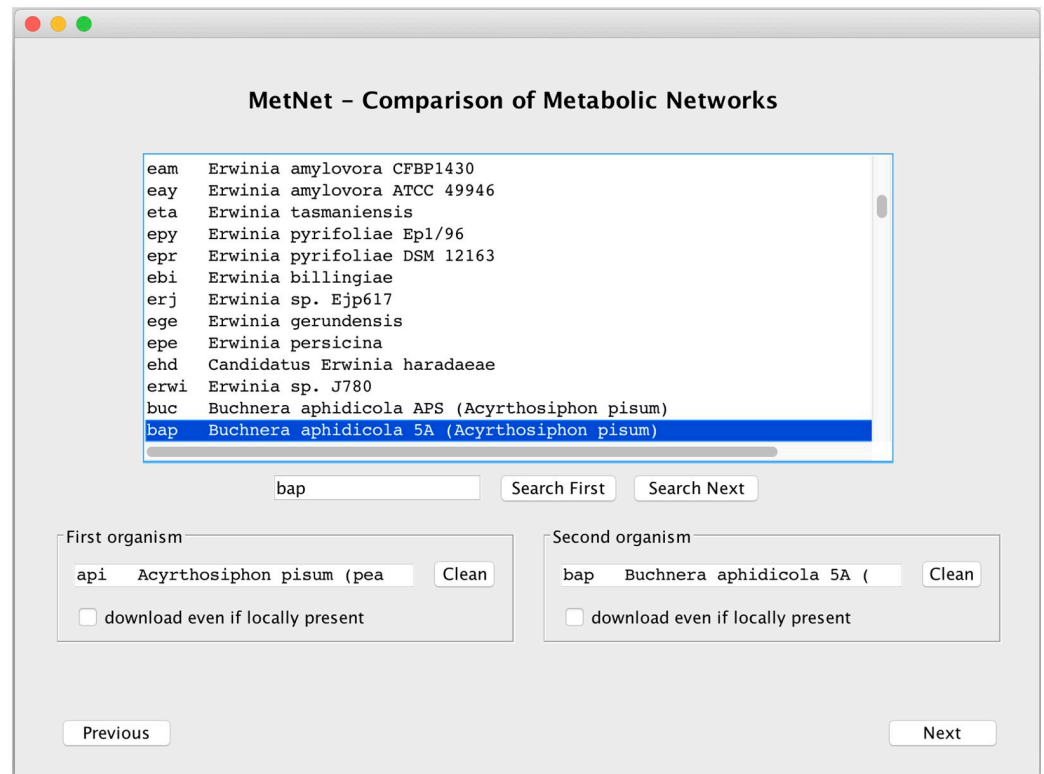 MetNet – Comparison of Metabolic Networks
eam Erwinia amylovora CFBP1430
eay Erwinia amylovora ATCC 49946
eta Erwinia tasmaniensis
epy Erwinia pyrifoliae Ep1/96
epr Erwinia pyrifoliae DSM 12163
ebi Erwinia billingiae
erj Erwinia sp. Ejp617
ege Erwinia gerundensis
epe Erwinia persicina
ehd Candidatus Erwinia haradaeae
erwi Erwinia sp. J780
buc Buchnera aphidicola APS (Acyrthosiphon pisum)
bap Buchnera aphidicola 5A (Acyrthosiphon pisum)
bap Search First Search Next
First organism
api Acyrthosiphon pisum (pea Clean
download even if locally present
Second organism
bap Buchnera aphidicola 5A ( Clean
download even if locally present
Previous Next